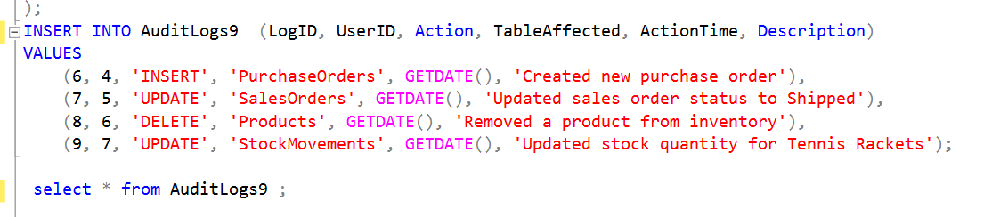 );
INSERT INTO AuditLogs9  (LogID, UserID, Action, TableAffected, ActionTime, Description)
VALUES
    (6, 4, 'INSERT', 'PurchaseOrders', GETDATE(), 'Created new purchase order'),
    (7, 5, 'UPDATE', 'SalesOrders', GETDATE(), 'Updated sales order status to Shipped'),
    (8, 6, 'DELETE', 'Products', GETDATE(), 'Removed a product from inventory'),
    (9, 7, 'UPDATE', 'StockMovements', GETDATE(), 'Updated stock quantity for Tennis Rackets');
select * from AuditLogs9 ;